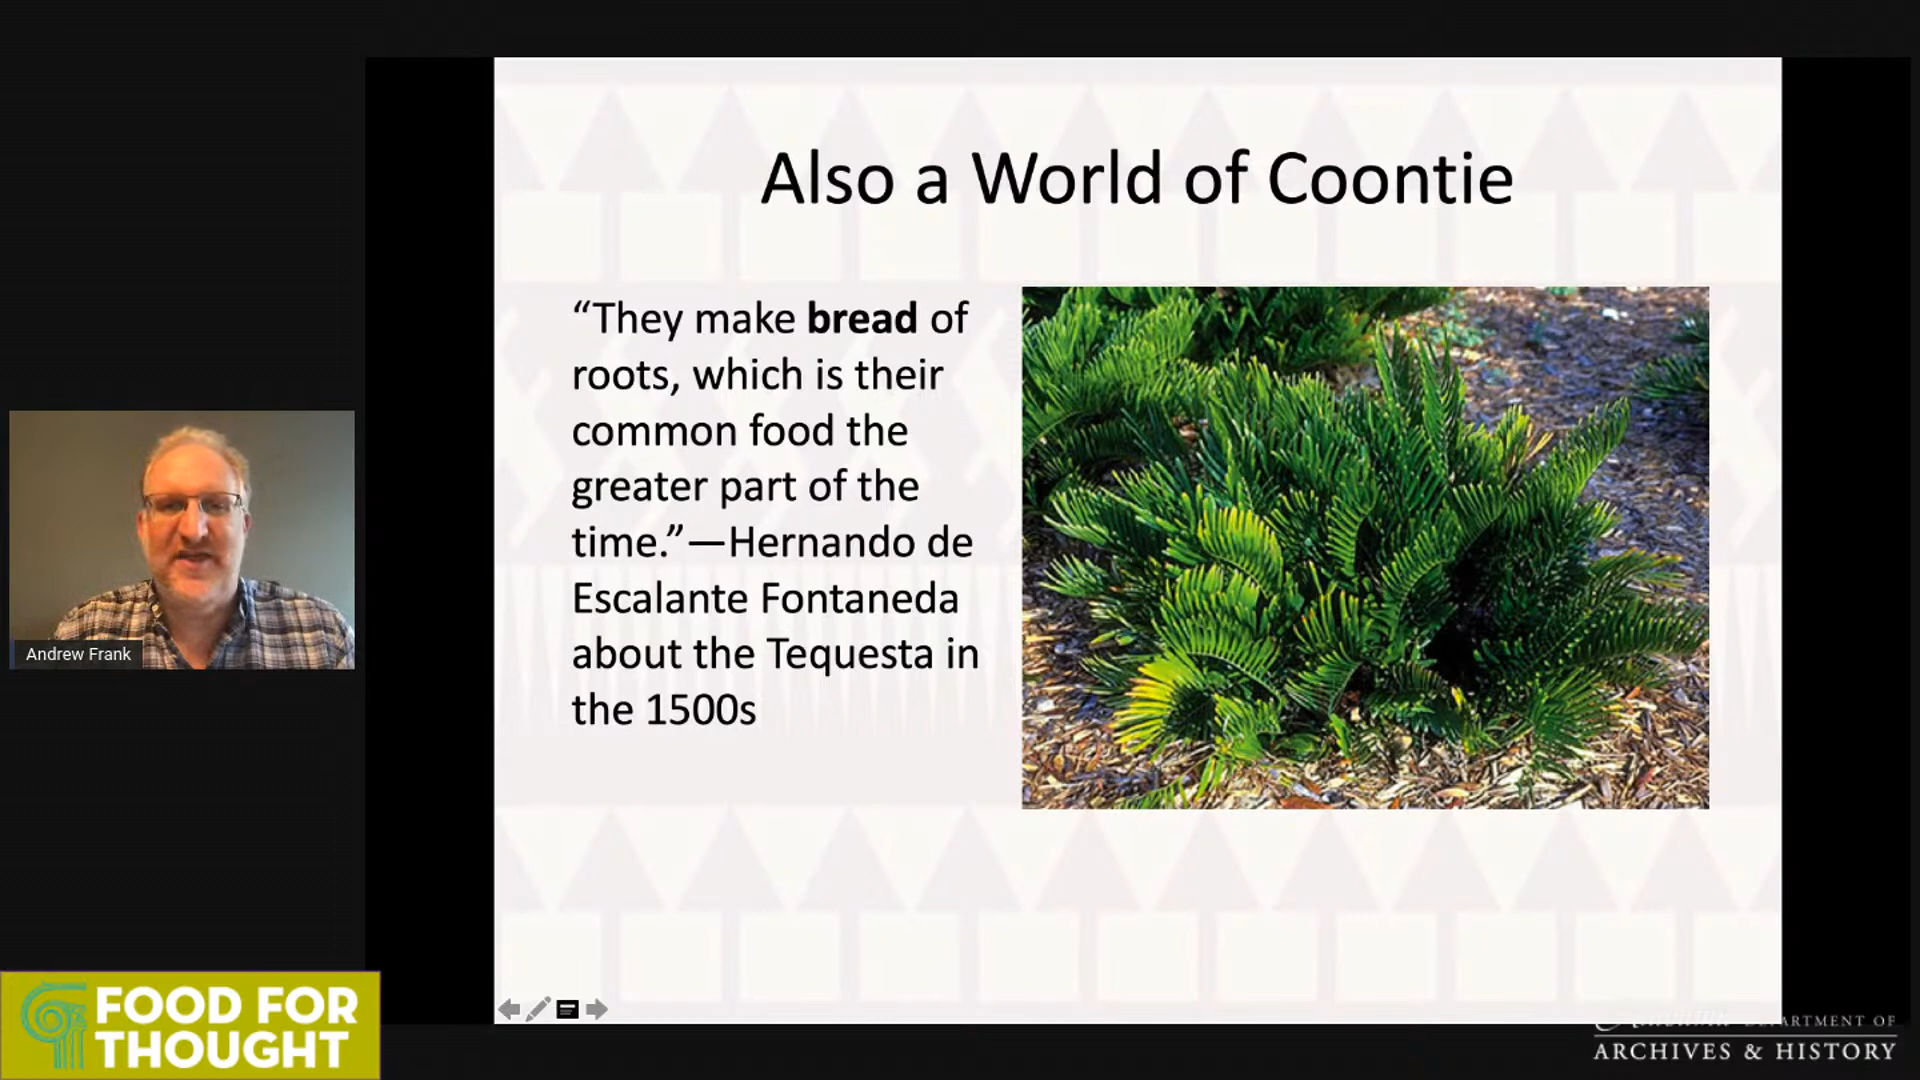 Also a World of Coontie
“They make bread of
roots, which is their
common food the
greater part of the
time.”—Hernando de
Escalante Fontaneda
about the Tequesta in
the 1500s
Andrew Frank
FOOD FOR
THOUGHT
DEPARTMENT OF
ARCHIVES & HISTORY